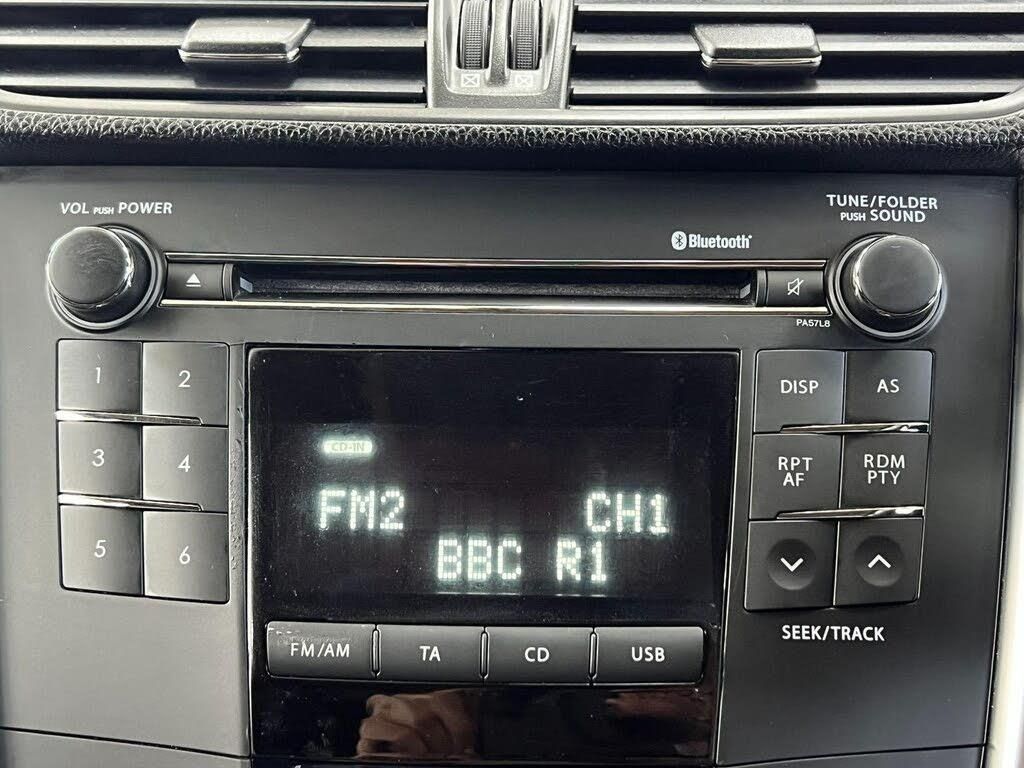 VOL PUSH POWER
TUNE/FOLDER
PUSH SOUND
Bluetooth
PA57L8
1 2
3 4
5 6
CD-IN
FM2 CH1
BBC R1
DISP AS
RPT AF
RDM PTY
SEEK/TRACK
FM/AM TA CD USB